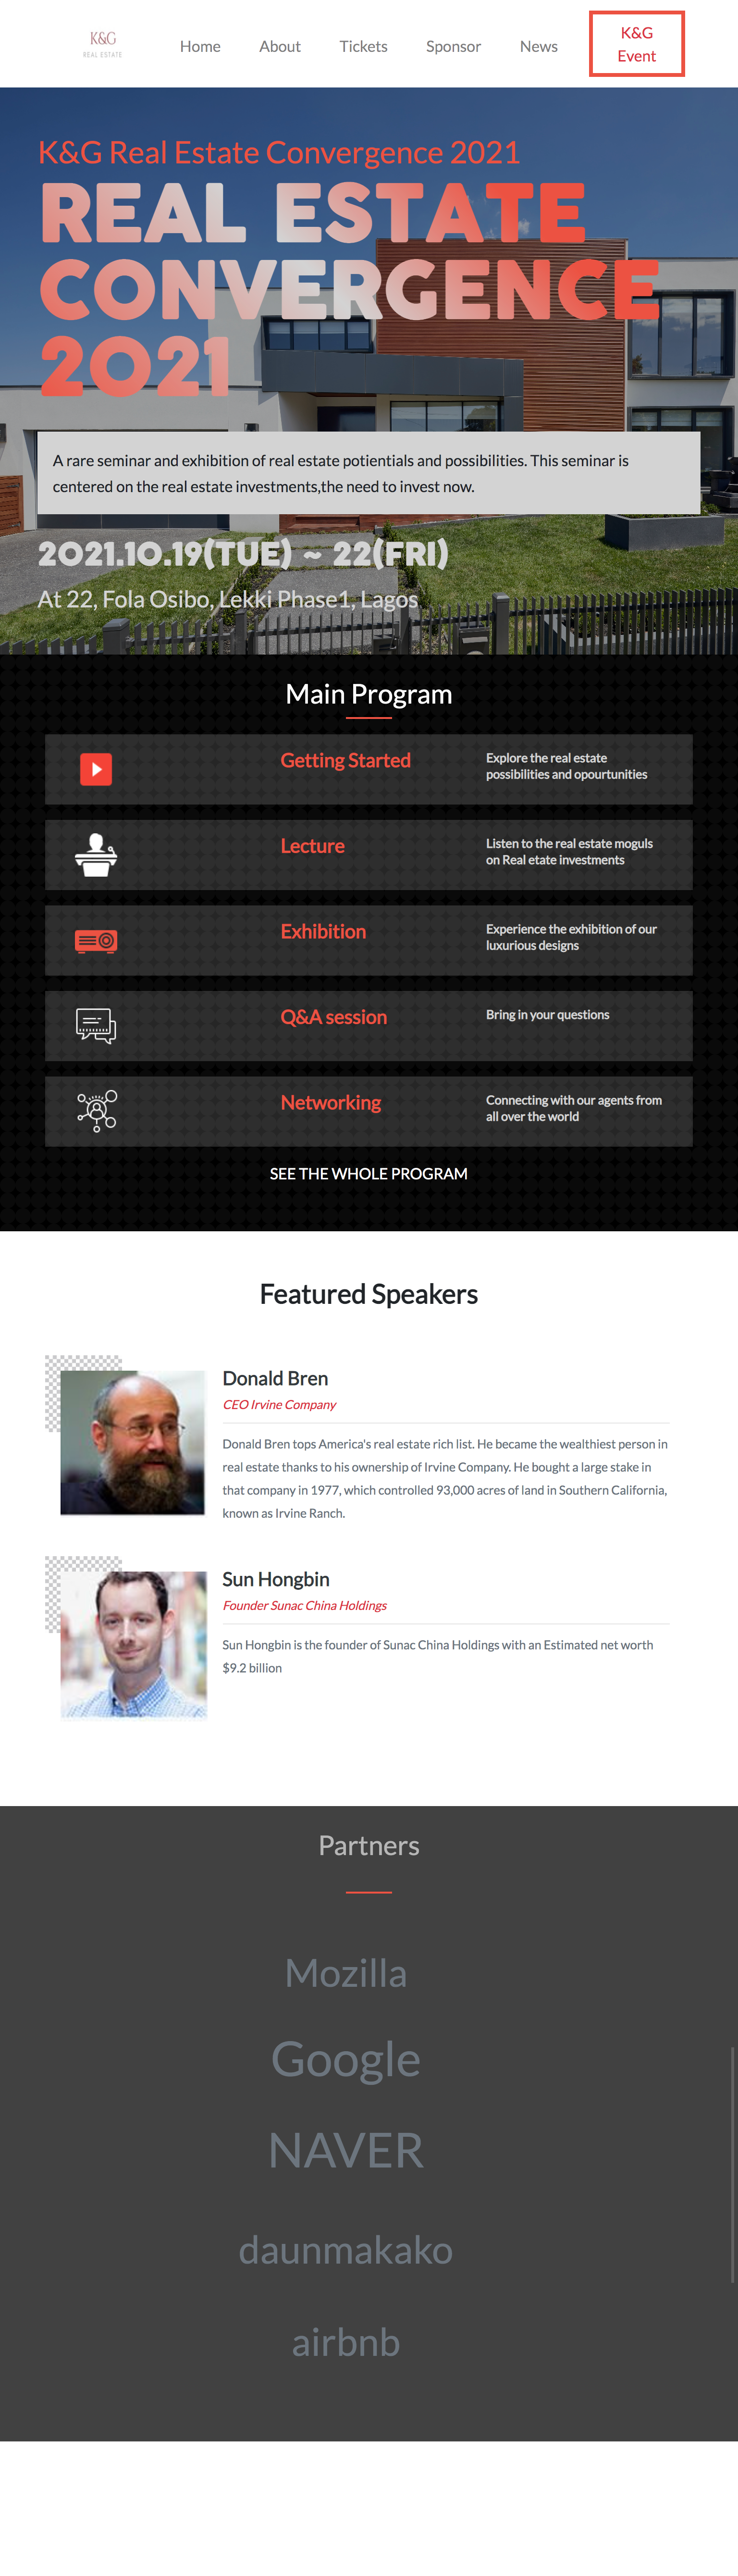 K&G
REAL ESTATE
Home
About
Tickets
Sponsor
News
K&G
Event
K&G Real Estate Convergence 2021
REAL ESTATE
CONVERGENCE
2021
A rare seminar and exhibition of real estate potientials and possibilities. This seminar is
centered on the real estate investments,the need to invest now.
2021.10.19(TUE) ~ 22(FRI)
At 22, Fola Osibo, Lekki Phase1, Lagos
Main Program
Getting Started
Explore the real estate
possibilities and opourtunities
Lecture
Listen to the real estate moguls
on Real etate investments
Exhibition
Experience the exhibition of our
luxurious designs
Q&A session
Bring in your questions
Networking
Connecting with our agents from
all over the world
SEE THE WHOLE PROGRAM
Featured Speakers
Donald Bren
CEO Irvine Company
Donald Bren tops America's real estate rich list. He became the wealthiest person in
real estate thanks to his ownership of Irvine Company. He bought a large stake in
that company in 1977, which controlled 93,000 acres of land in Southern California,
known as Irvine Ranch.
Sun Hongbin
Founder Sunac China Holdings
Sun Hongbin is the founder of Sunac China Holdings with an Estimated net worth
$9.2 billion
Partners
Mozilla
Google
NAVER
daunmakako
airbnb